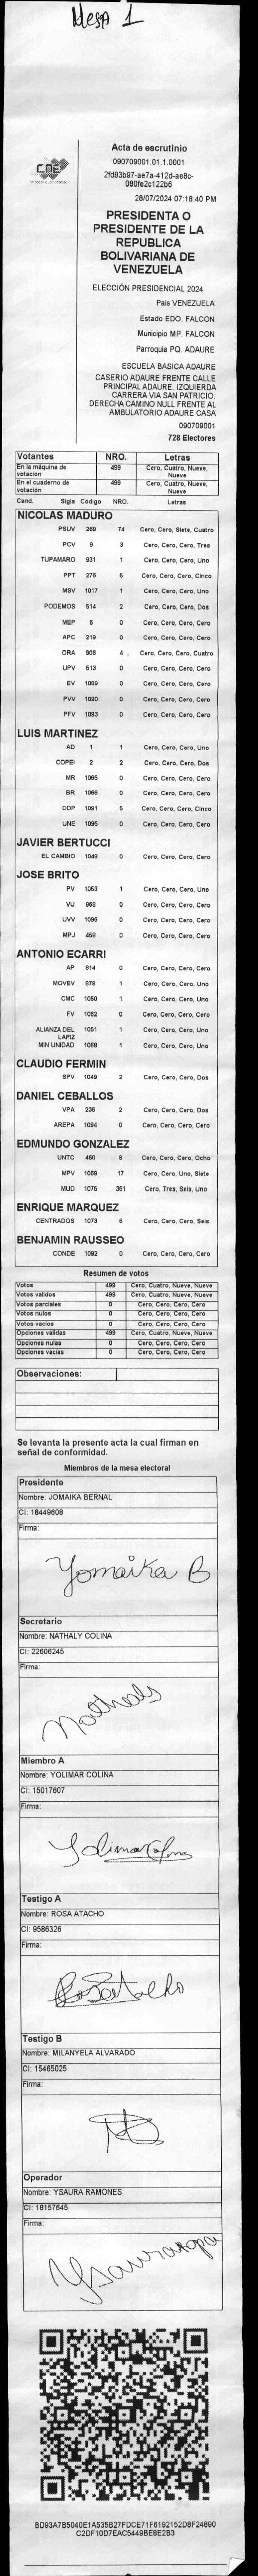 Mesa 1
CNE
Acta de escrutinio
090709001.01.1.0001
2fd93b97-ae7a-412d-ae8c-
080fe2c122b6
28/07/2024 07:18:40 PM
PRESIDENTA O
PRESIDENTE DE LA
REPUBLICA
BOLIVARIANA DE
VENEZUELA
ELECCIÓN PRESIDENCIAL 2024
Pais VENEZUELA
Estado EDO. FALCON
Municipio MP. FALCON
Parroquia PQ. ADAURE
ESCUELA BASICA ADAURE
CASERIO ADAURE FRENTE CALLE
PRINCIPAL ADAURE. IZQUIERDA
CARRERA VIA SAN PATRICIO.
DERECHA CAMINO NULL FRENTE AL
AMBULATORIO ADAURE CASA
090709001
728 Electores
Votantes NRO. Letras
En la máquina de votación 499 Cero, Cuatro, Nueve, Nueve
En el cuaderno de votación 499 Cero, Cuatro, Nueve, Nueve
Cand. Sigla Código NRO. Letras
NICOLAS MADURO
PSUV 269 74 Cero, Cero, Siete, Cuatro
PCV 9 3 Cero, Cero, Cero, Tres
TUPAMARO 931 1 Cero, Cero, Cero, Uno
PPT 276 5 Cero, Cero, Cero, Cinco
MSV 1017 1 Cero, Cero, Cero, Uno
PODEMOS 514 2 Cero, Cero, Cero, Dos
MEP 6 0 Cero, Cero, Cero, Cero
APC 219 0 Cero, Cero, Cero, Cero
ORA 906 4 Cero, Cero, Cero, Cuatro
UPV 513 0 Cero, Cero, Cero, Cero
EV 1089 0 Cero, Cero, Cero, Cero
PVV 1090 0 Cero, Cero, Cero, Cero
PFV 1093 0 Cero, Cero, Cero, Cero
LUIS MARTINEZ
AD 1 1 Cero, Cero, Cero, Uno
COPEI 2 2 Cero, Cero, Cero, Dos
MR 1065 0 Cero, Cero, Cero, Cero
BR 1066 0 Cero, Cero, Cero, Cero
DDP 1091 5 Cero, Cero, Cero, Cinco
UNE 1095 0 Cero, Cero, Cero, Cero
JAVIER BERTUCCI
EL CAMBIO 1048 0 Cero, Cero, Cero, Cero
JOSE BRITO
PV 1053 1 Cero, Cero, Cero, Uno
VU 968 0 Cero, Cero, Cero, Cero
UVV 1096 0 Cero, Cero, Cero, Cero
MPJ 458 0 Cero, Cero, Cero, Cero
ANTONIO ECARRI
AP 814 0 Cero, Cero, Cero, Cero
MOVEV 978 1 Cero, Cero, Cero, Uno
CMC 1050 1 Cero, Cero, Cero, Uno
FV 1062 0 Cero, Cero, Cero, Cero
ALIANZA DEL LAPIZ 1051 1 Cero, Cero, Cero, Uno
MIN UNIDAD 1068 1 Cero, Cero, Cero, Uno
CLAUDIO FERMIN
SPV 1049 2 Cero, Cero, Cero, Dos
DANIEL CEBALLOS
VPA 236 2 Cero, Cero, Cero, Dos
AREPA 1094 0 Cero, Cero, Cero, Cero
EDMUNDO GONZALEZ
UNTC 460 8 Cero, Cero, Cero, Ocho
MPV 1069 17 Cero, Cero, Uno, Siete
MUD 1075 361 Cero, Tres, Seis, Uno
ENRIQUE MARQUEZ
CENTRADOS 1073 6 Cero, Cero, Cero, Seis
BENJAMIN RAUSSEO
CONDE 1092 0 Cero, Cero, Cero, Cero
Resumen de votos
Votos 499 Cero, Cuatro, Nueve, Nueve
Votos validos 499 Cero, Cuatro, Nueve, Nueve
Votos parciales 0 Cero, Cero, Cero, Cero
Votos nulos 0 Cero, Cero, Cero, Cero
Votos vacios 0 Cero, Cero, Cero, Cero
Opciones validas 499 Cero, Cuatro, Nueve, Nueve
Opciones nulas 0 Cero, Cero, Cero, Cero
Opciones vacias 0 Cero, Cero, Cero, Cero
Observaciones:
Se levanta la presente acta la cual firman en
señal de conformidad.
Miembros de la mesa electoral
Presidente
Nombre: JOMAIKA BERNAL
CI: 18449608
Firma:
Yomaika B
Secretario
Nombre: NATHALY COLINA
CI: 22606245
Firma:
Nathaly
Miembro A
Nombre: YOLIMAR COLINA
CI: 15017607
Firma:
Yolimar Colina
Testigo A
Nombre: ROSA ATACHO
CI: 9586326
Firma:
Rosa Atacho
Testigo B
Nombre: MILANYELA ALVARADO
CI: 15465025
Firma:
Operador
Nombre: YSAURA RAMONES
CI: 18157645
Firma:
BD93A7B5040E1A535B27FDCE71F6192152D8F24690
C2DF10D7EAC5449BE8E2B3